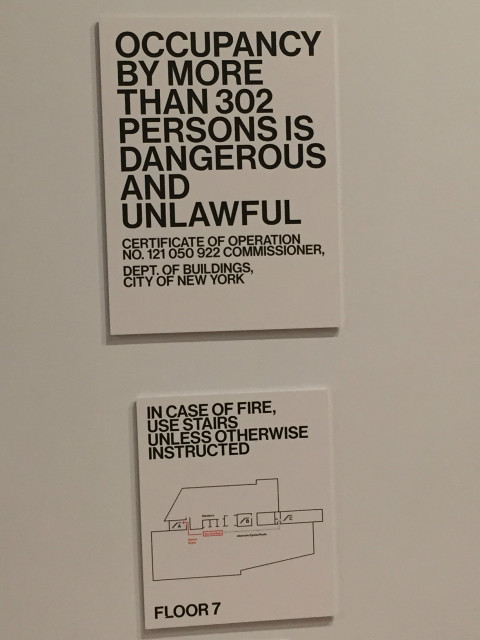 OCCUPANCY
BY MORE
THAN 302
PERSONS IS
DANGEROUS
AND
UNLAWFUL
CERTIFICATE OF OPERATION
NO. 121 050 922 COMMISSIONER,
DEPT. OF BUILDINGS,
CITY OF NEW YORK
IN CASE OF FIRE,
USE STAIRS
UNLESS OTHERWISE
INSTRUCTED
A
B
C
FLOOR 7